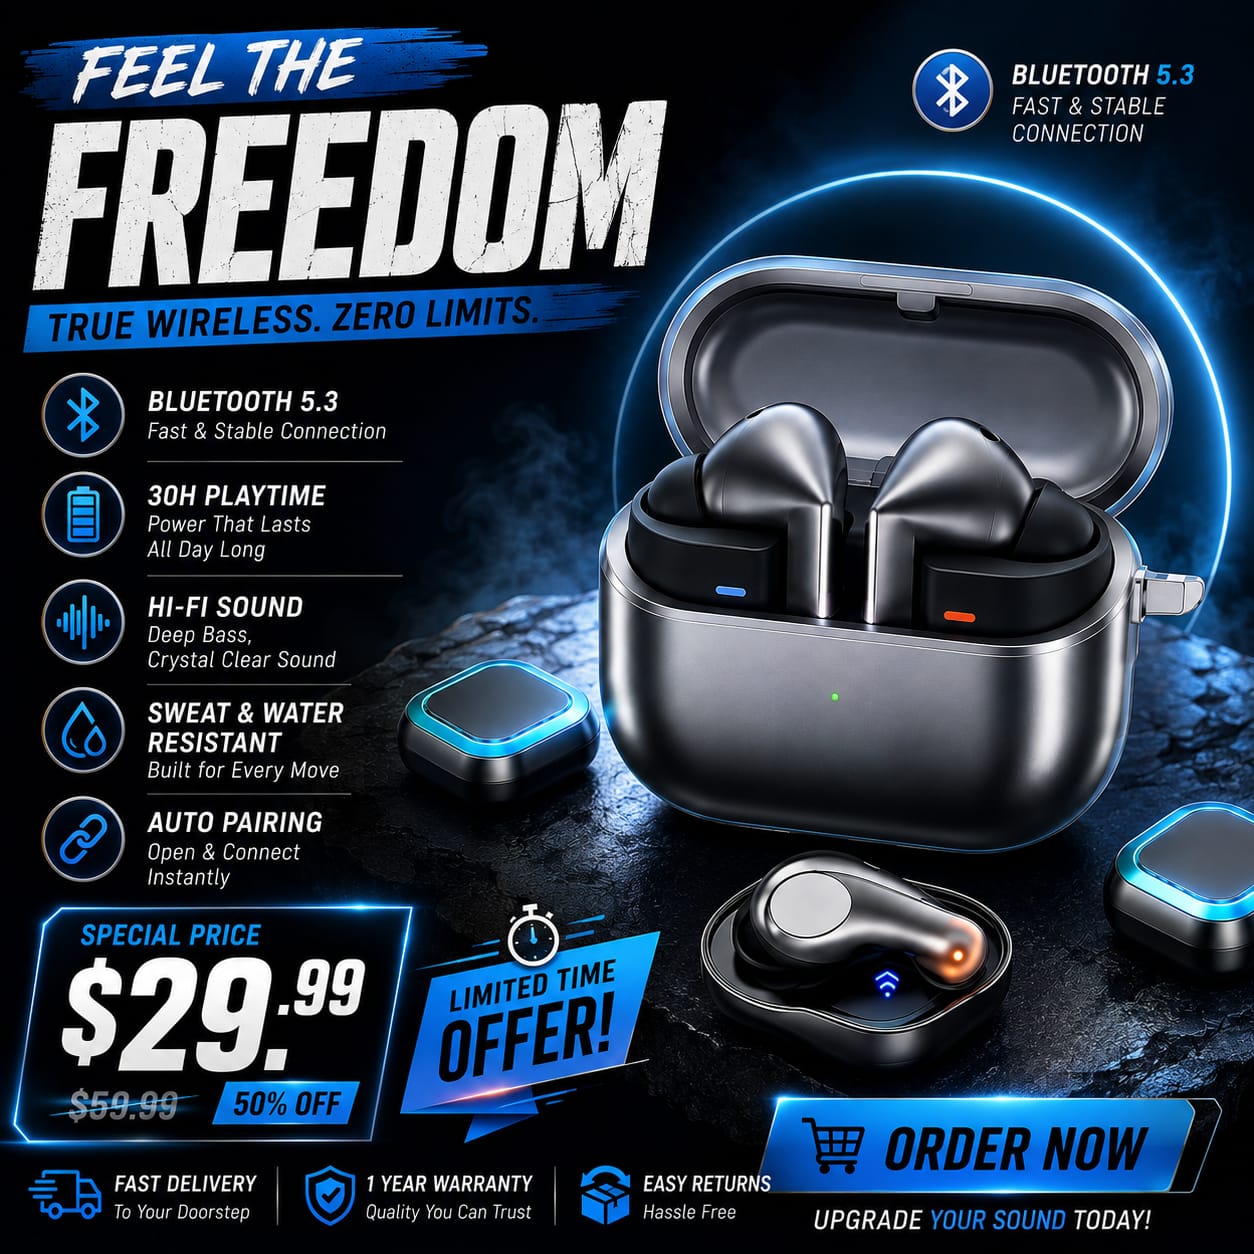 FEEL THE
FREEDOM
TRUE WIRELESS. ZERO LIMITS.
BLUETOOTH 5.3
FAST & STABLE
CONNECTION
BLUETOOTH 5.3
Fast & Stable Connection
30H PLAYTIME
Power That Lasts
All Day Long
HI-FI SOUND
Deep Bass,
Crystal Clear Sound
SWEAT & WATER
RESISTANT
Built for Every Move
AUTO PAIRING
Open & Connect
Instantly
SPECIAL PRICE
$29..99
$59.99
50% OFF
LIMITED TIME
OFFER!
ORDER NOW
UPGRADE YOUR SOUND TODAY!
FAST DELIVERY
To Your Doorstep
1 YEAR WARRANTY
Quality You Can Trust
EASY RETURNS
Hassle Free